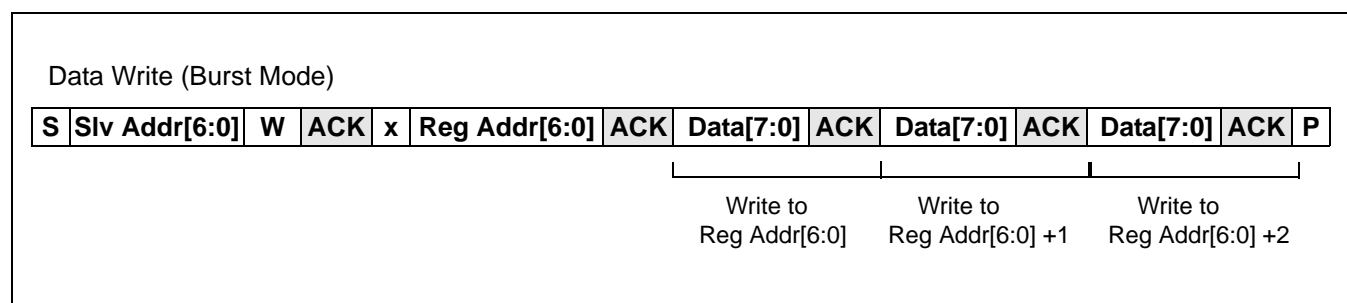 Data Write (Burst Mode)
S Slv Addr[6:0] W ACK x Reg Addr[6:0] ACK Data[7:0] ACK Data[7:0] ACK Data[7:0] ACK P
Write to Write to Write to
Reg Addr[6:0] Reg Addr[6:0] +1 Reg Addr[6:0] +2